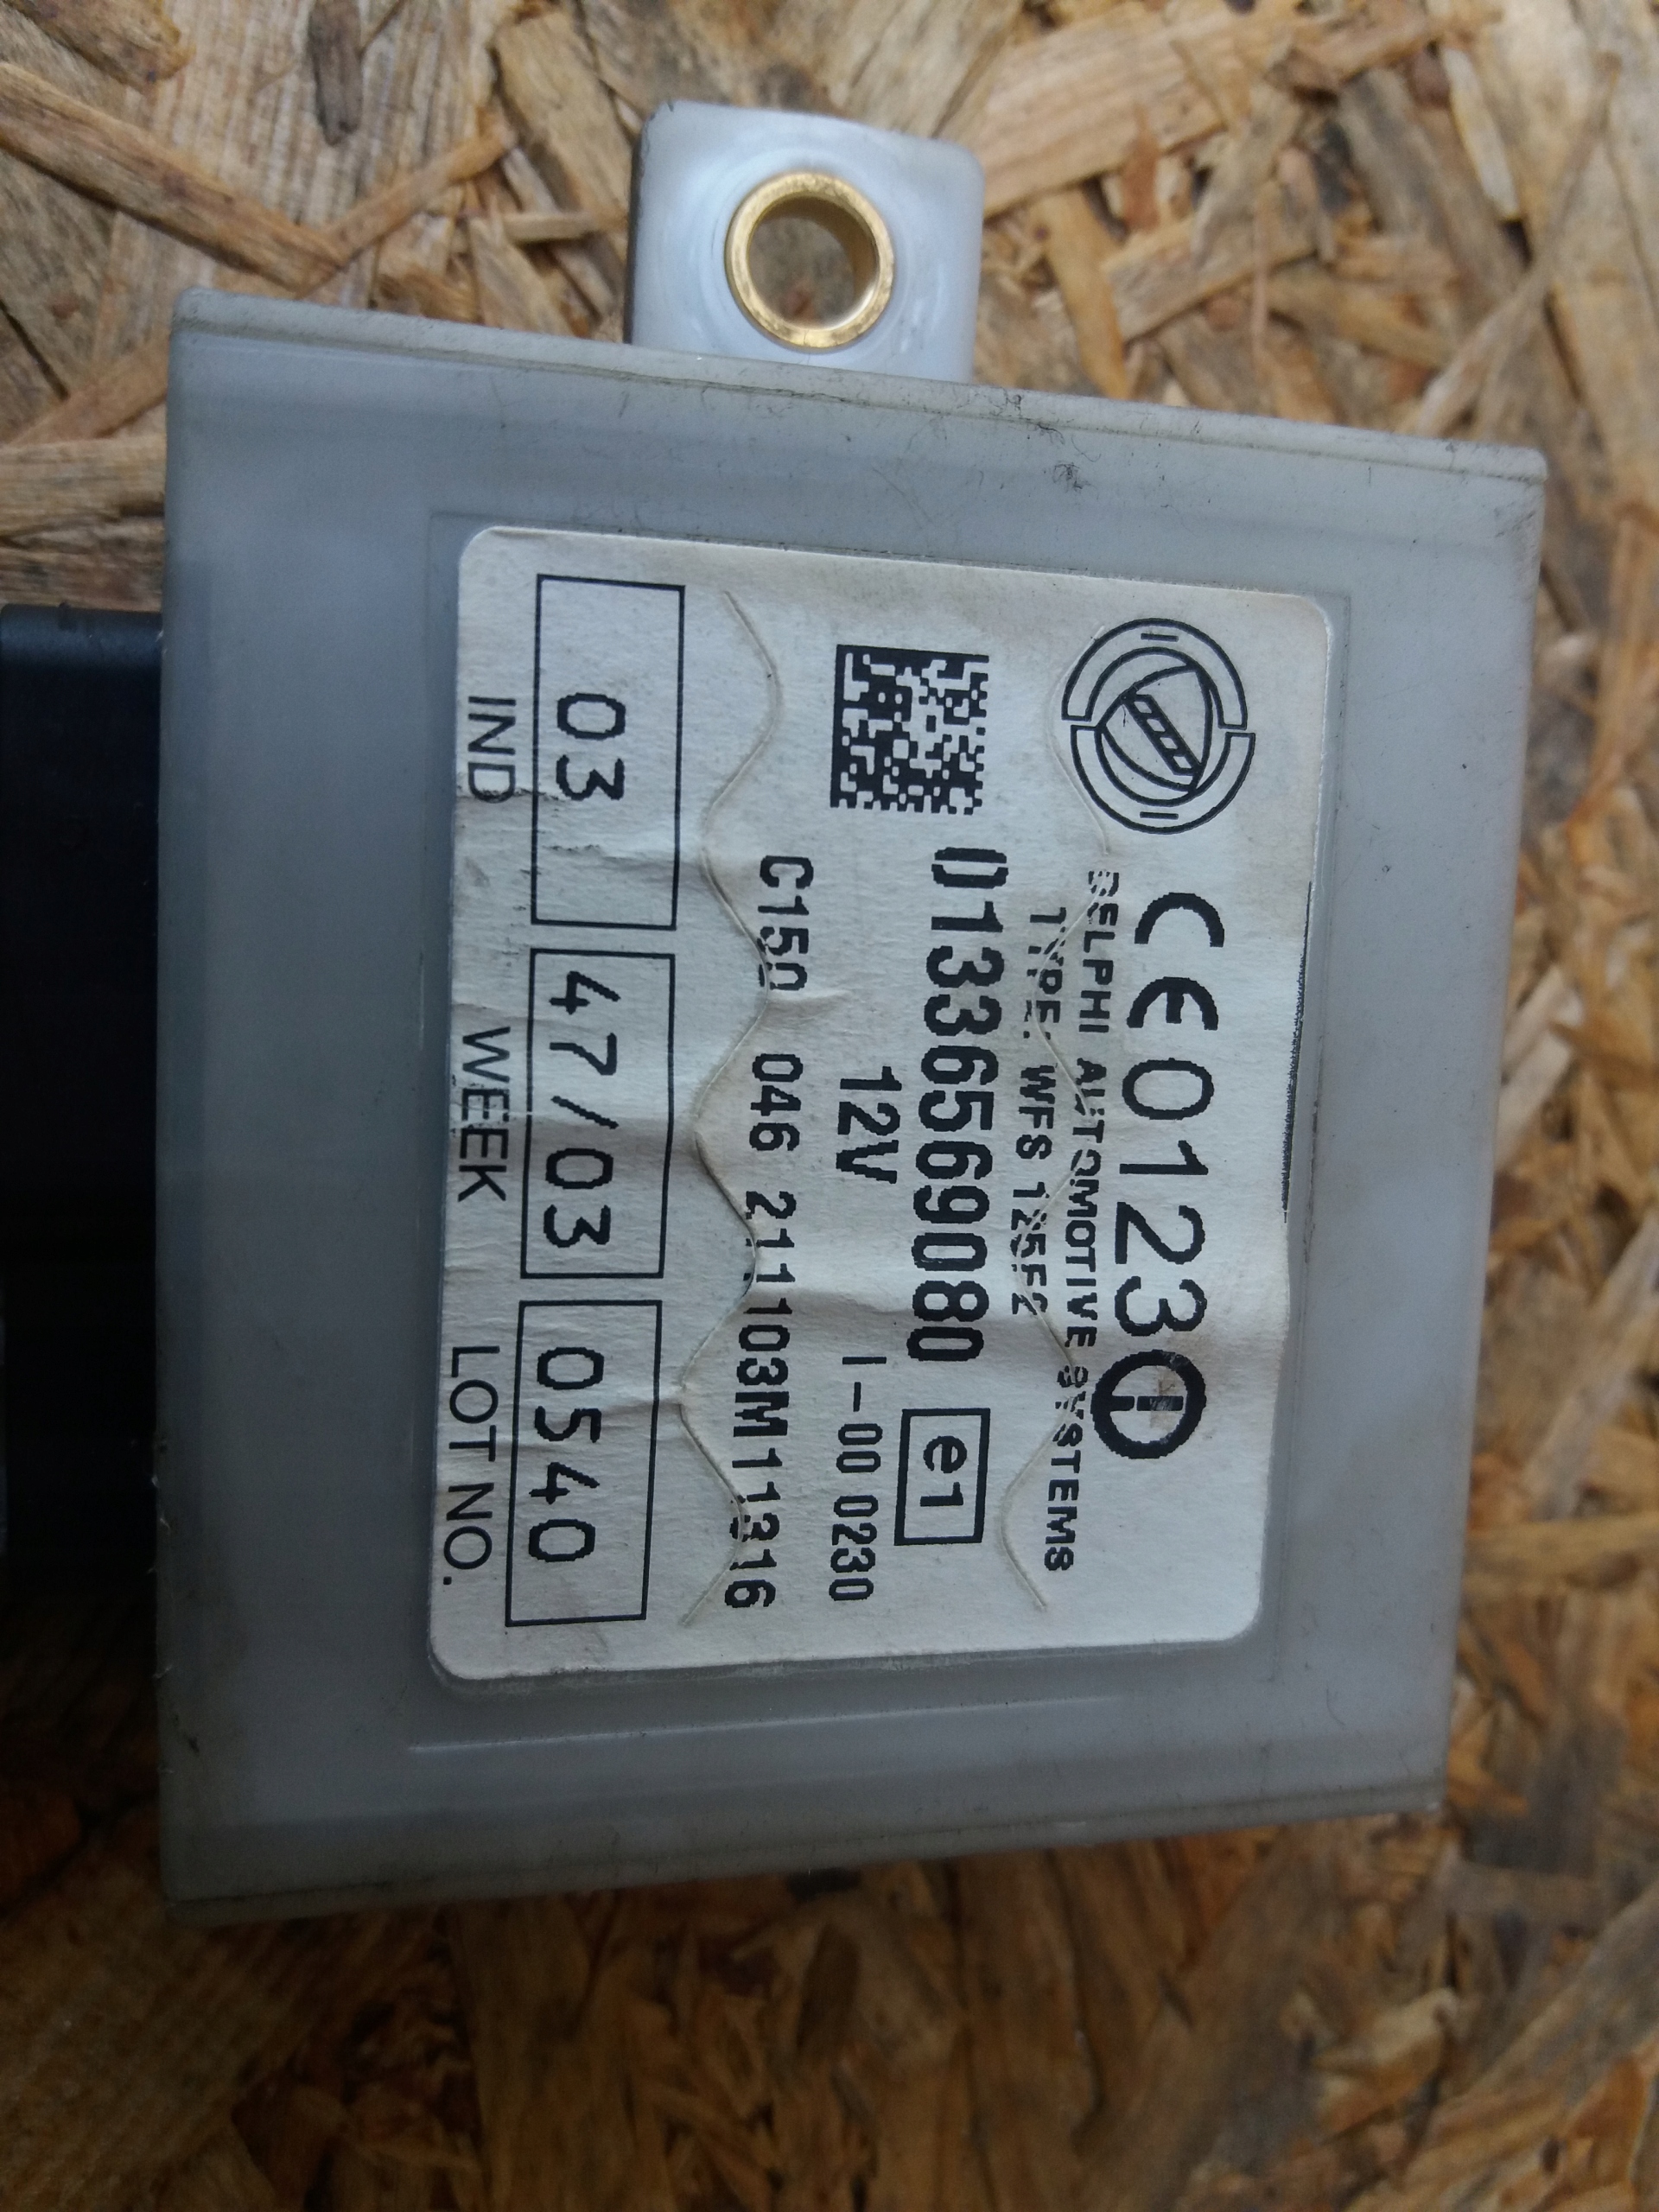 CE0123
DELPHI AUTOMOTIVE SYSTEMS
TYPE: WFS 125F2
01336569080 e1
12V I-00 0230
C150 046 211103M11316
03 47/03 0540
IND WEEK LOT NO.